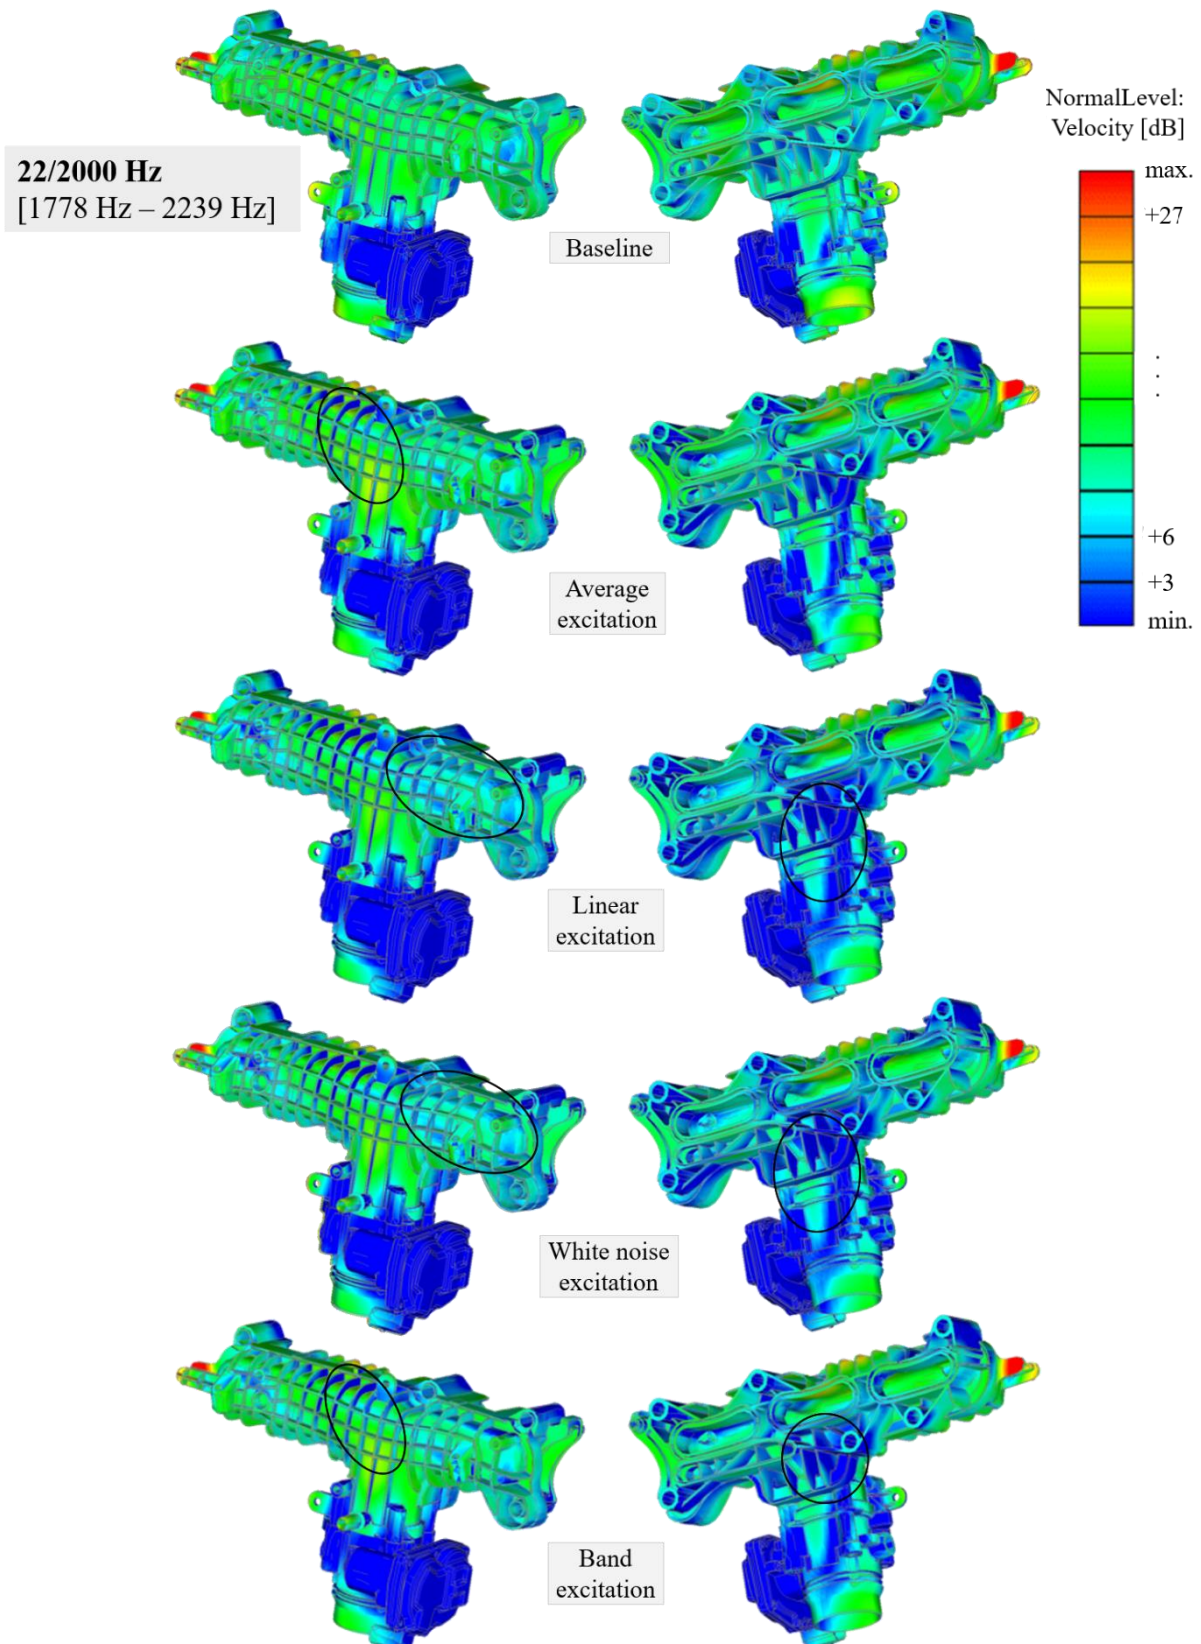 NormalLevel:
Velocity [dB]
22/2000 Hz
[1778 Hz – 2239 Hz]
max.
+27
.
.
.
+6
+3
min.
Baseline
Average
excitation
Linear
excitation
White noise
excitation
Band
excitation